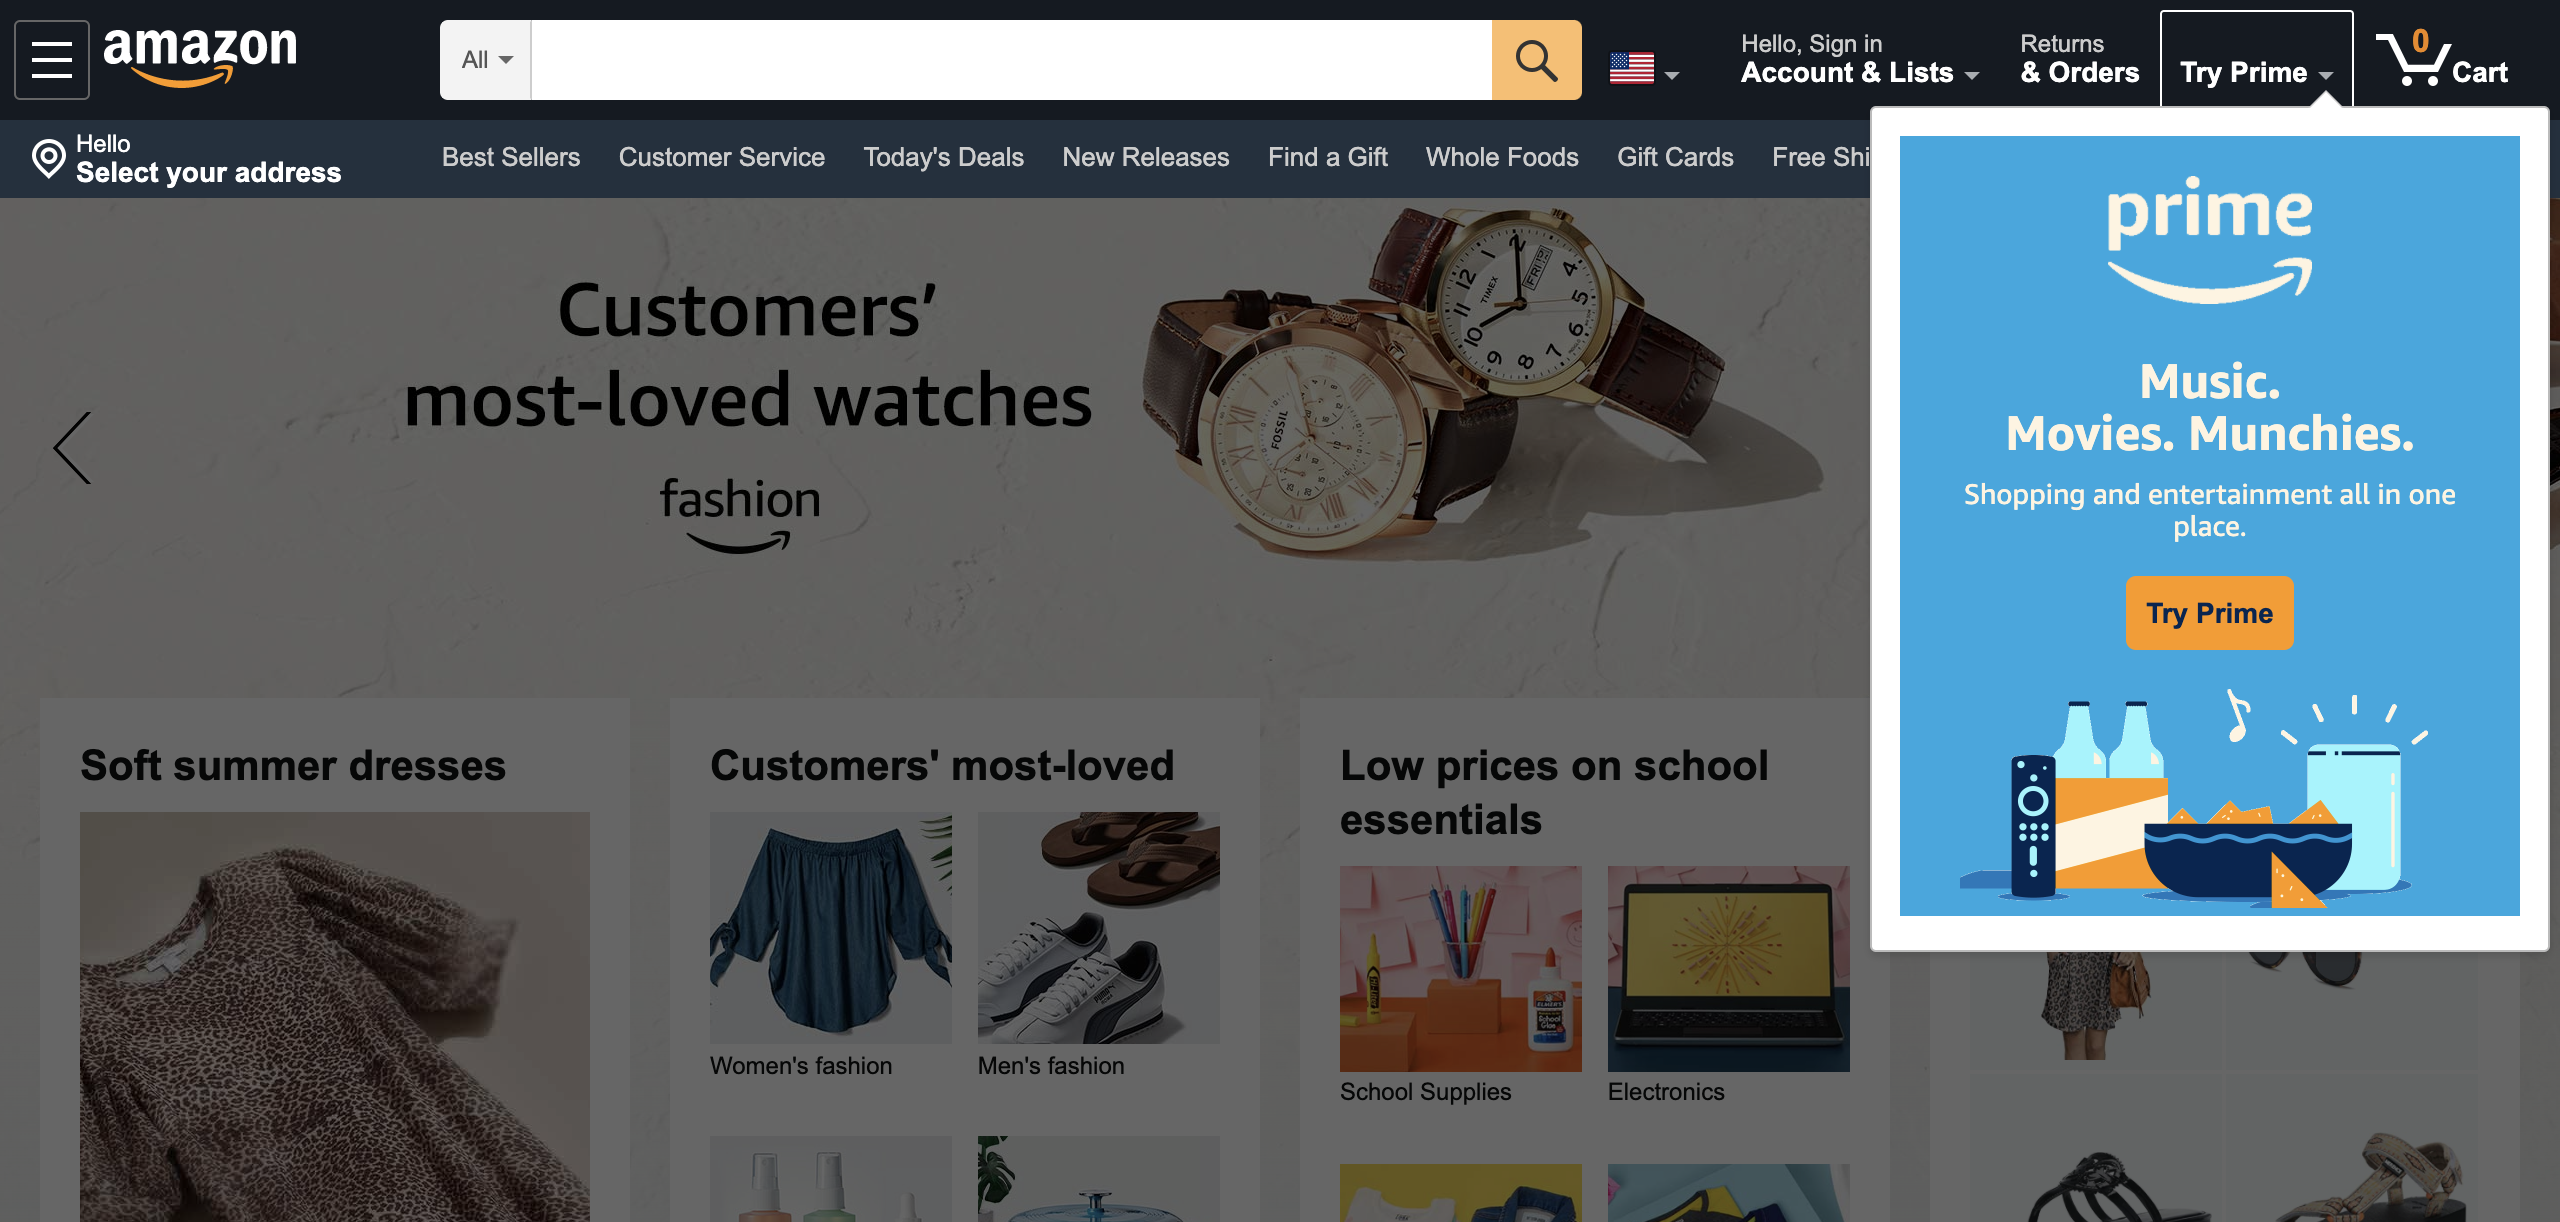 amazon
All
Hello, Sign in
Account & Lists
Returns
& Orders
Try Prime
0
Cart
Hello
Select your address
Best Sellers
Customer Service
Today's Deals
New Releases
Find a Gift
Whole Foods
Gift Cards
Free Shi
Customers'
most-loved watches
fashion
FOSSIL
TIMEX
FRI
prime
Music.
Movies. Munchies.
Shopping and entertainment all in one
place.
Try Prime
Soft summer dresses
Customers' most-loved
Women's fashion
Men's fashion
Low prices on school
essentials
School Supplies
Electronics